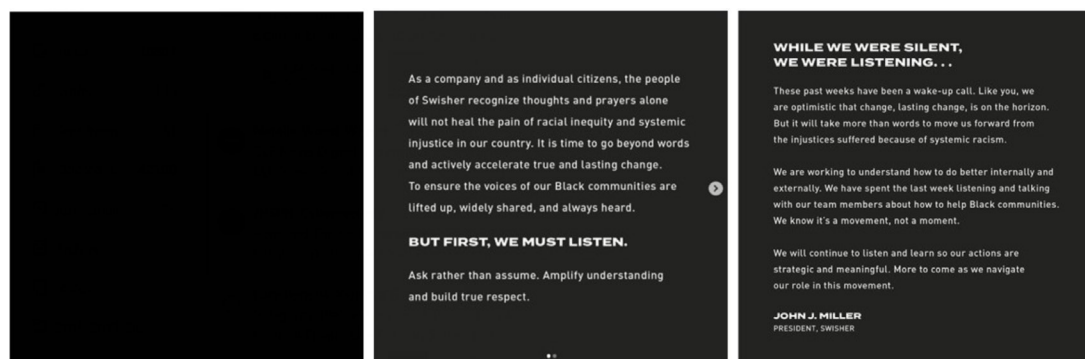 As a company and as individual citizens, the people
of Swisher recognize thoughts and prayers alone
will not heal the pain of racial inequity and systemic
injustice in our country. It is time to go beyond words
and actively accelerate true and lasting change.
To ensure the voices of our Black communities are
lifted up, widely shared, and always heard.
BUT FIRST, WE MUST LISTEN.
Ask rather than assume. Amplify understanding
and build true respect.
WHILE WE WERE SILENT,
WE WERE LISTENING...
These past weeks have been a wake-up call. Like you, we
are optimistic that change, lasting change, is on the horizon.
But it will take more than words to move us forward from
the injustices suffered because of systemic racism.
We are working to understand how to do better internally and
externally. We have spent the last week listening and talking
with our team members about how to help Black communities.
We know it's a movement, not a moment.
We will continue to listen and learn so our actions are
strategic and meaningful. More to come as we navigate
our role in this movement.
JOHN J. MILLER
PRESIDENT, SWISHER